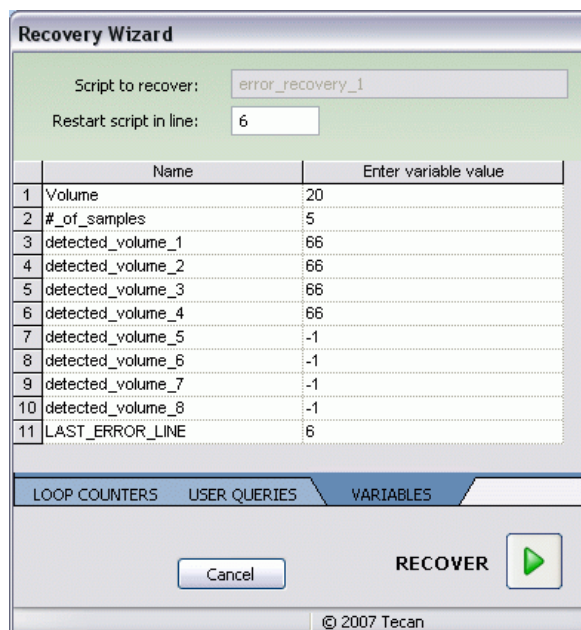 Recovery Wizard
Script to recover: error_recovery_1
Restart script in line: 6
Name Enter variable value
1 Volume 20
2 #_of_samples 5
3 detected_volume_1 66
4 detected_volume_2 66
5 detected_volume_3 66
6 detected_volume_4 66
7 detected_volume_5 -1
8 detected_volume_6 -1
9 detected_volume_7 -1
10 detected_volume_8 -1
11 LAST_ERROR_LINE 6
LOOP COUNTERS USER QUERIES VARIABLES
Cancel RECOVER
© 2007 Tecan